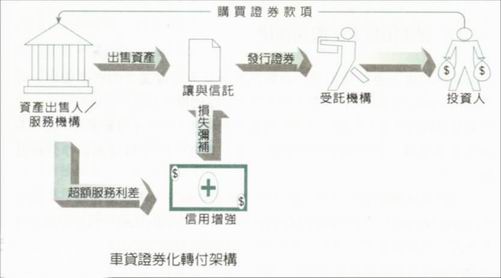 購買證券款項
出售資產
發行證券
資產出售人／
服務機構
讓與信託
受託機構
投資人
$ $
損失彌補
超額服務利差
$ $
信用增強
車貸證券化轉付架構